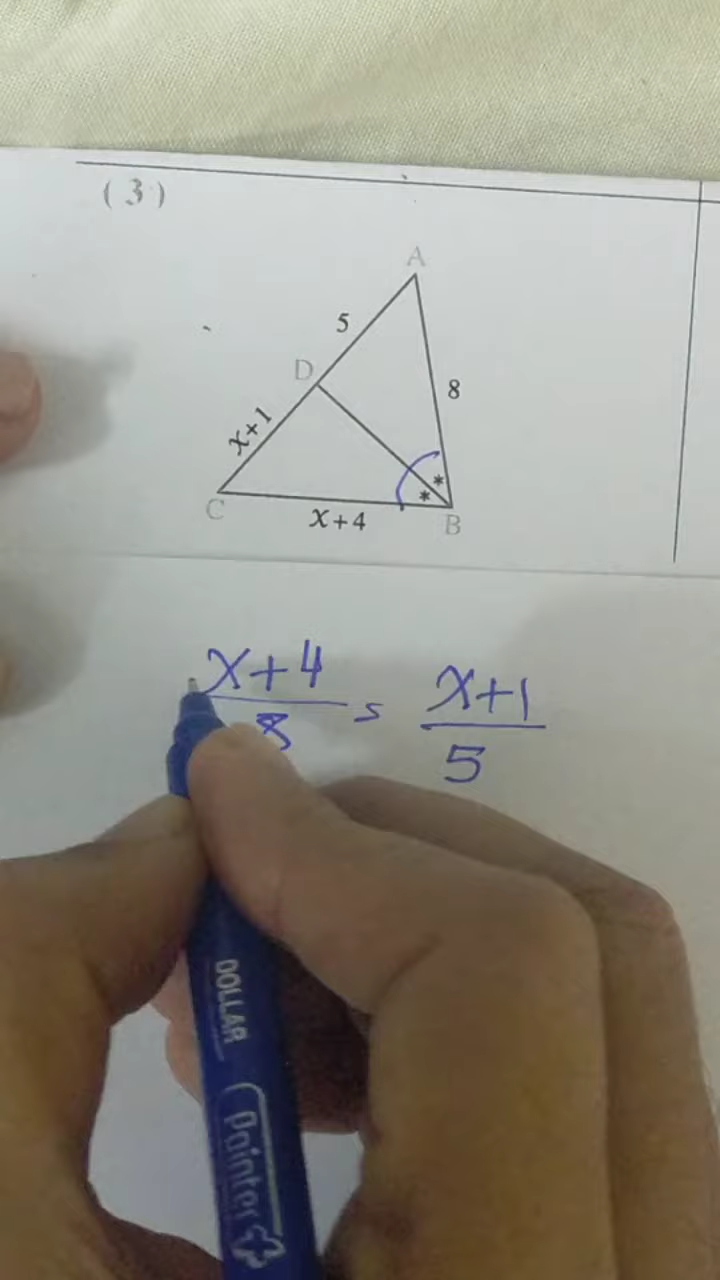 (3)
A
5
D
8
x+1
* *
C
x+4
B
x+4 / 8 = x+1 / 5
DOLLAR
Pointer